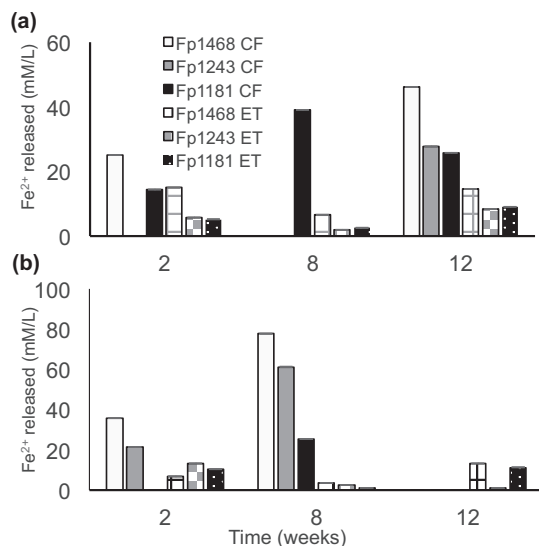 (a)
Fp1468 CF
Fp1243 CF
Fp1181 CF
Fp1468 ET
Fp1243 ET
Fp1181 ET
Fe²⁺ released (mM/L)
60
40
20
0
2 8 12
(b)
Fe²⁺ released (mM/L)
100
80
60
40
20
0
2 8 12
Time (weeks)